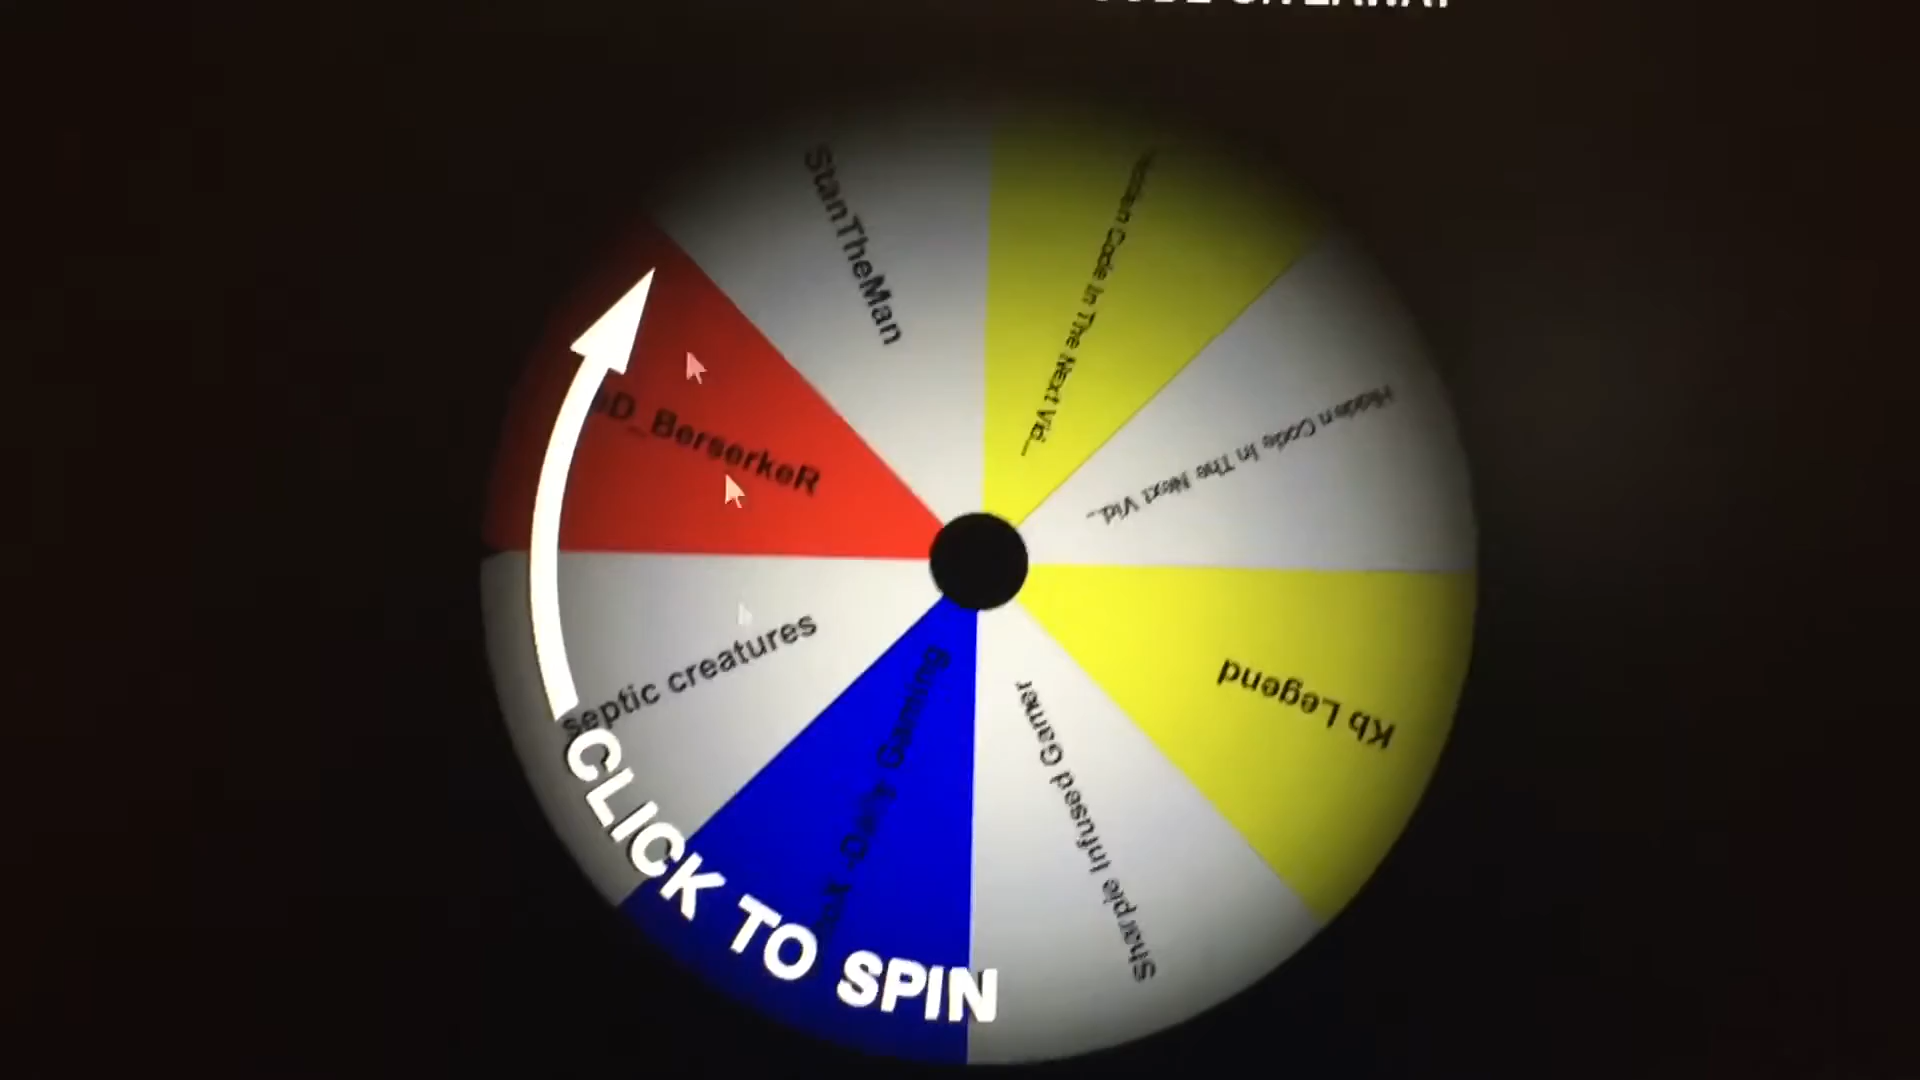 StanTheMan
Hidden Code In The Next Vid...
Hidden Code In The Next Vid...
Kb Legend
Sharpie Infused Gamer
Gaming
septic creatures
CLICK TO SPIN